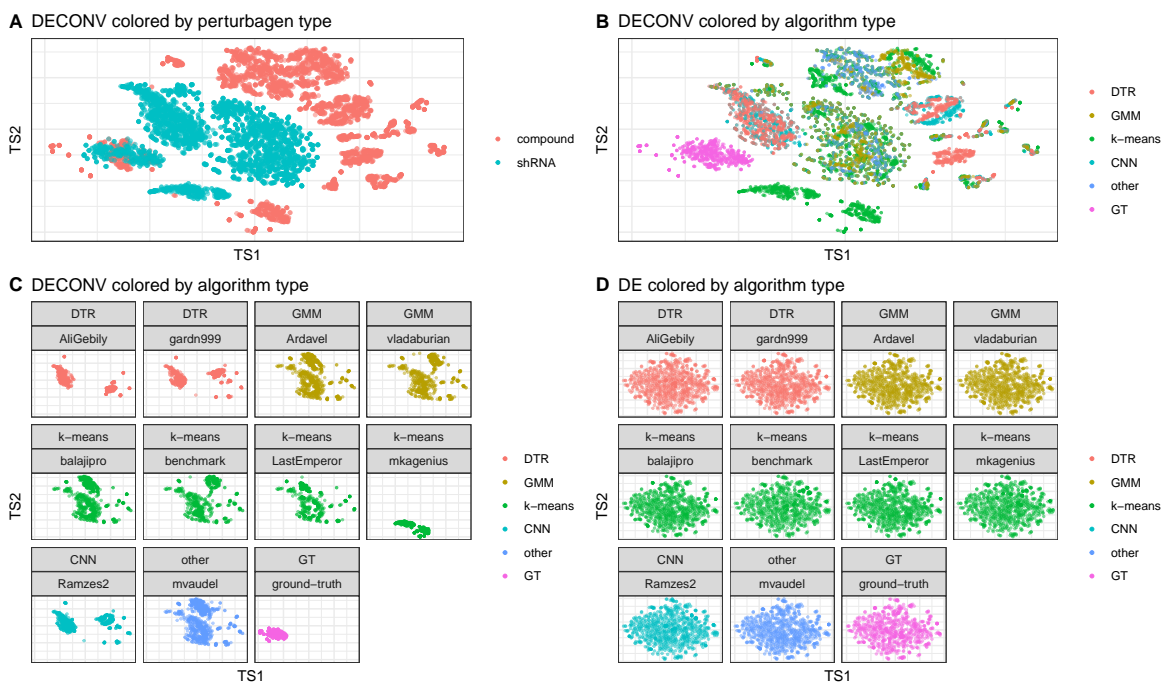 A DECONV colored by perturbagen type
TS2
TS1
compound
shRNA
B DECONV colored by algorithm type
TS2
TS1
DTR
GMM
k−means
CNN
other
GT
C DECONV colored by algorithm type
DTR DTR GMM GMM
AliGebily gardn999 Ardavel vladaburian
k−means k−means k−means k−means
balajipro benchmark LastEmperor mkagenius
CNN other GT
Ramzes2 mvaudel ground−truth
TS2
TS1
DTR
GMM
k−means
CNN
other
GT
D DE colored by algorithm type
DTR DTR GMM GMM
AliGebily gardn999 Ardavel vladaburian
k−means k−means k−means k−means
balajipro benchmark LastEmperor mkagenius
CNN other GT
Ramzes2 mvaudel ground−truth
TS2
TS1
DTR
GMM
k−means
CNN
other
GT